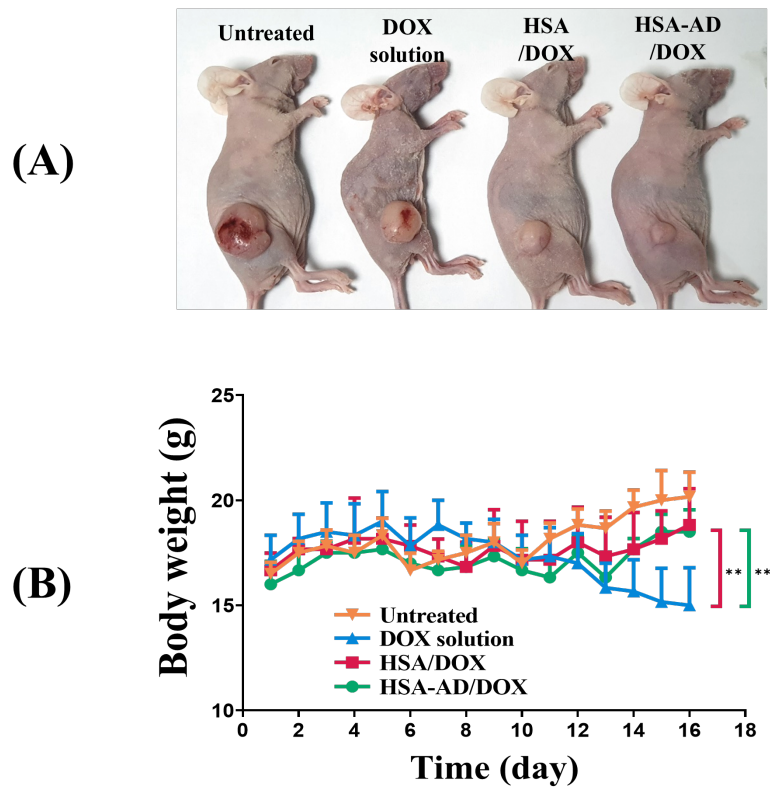 Untreated
DOX
solution
HSA
/DOX
HSA-AD
/DOX
(A)
(B)
Body weight (g)
25
20
15
10
Untreated
DOX solution
HSA/DOX
HSA-AD/DOX
**
**
0
2
4
6
8
10
12
14
16
18
Time (day)